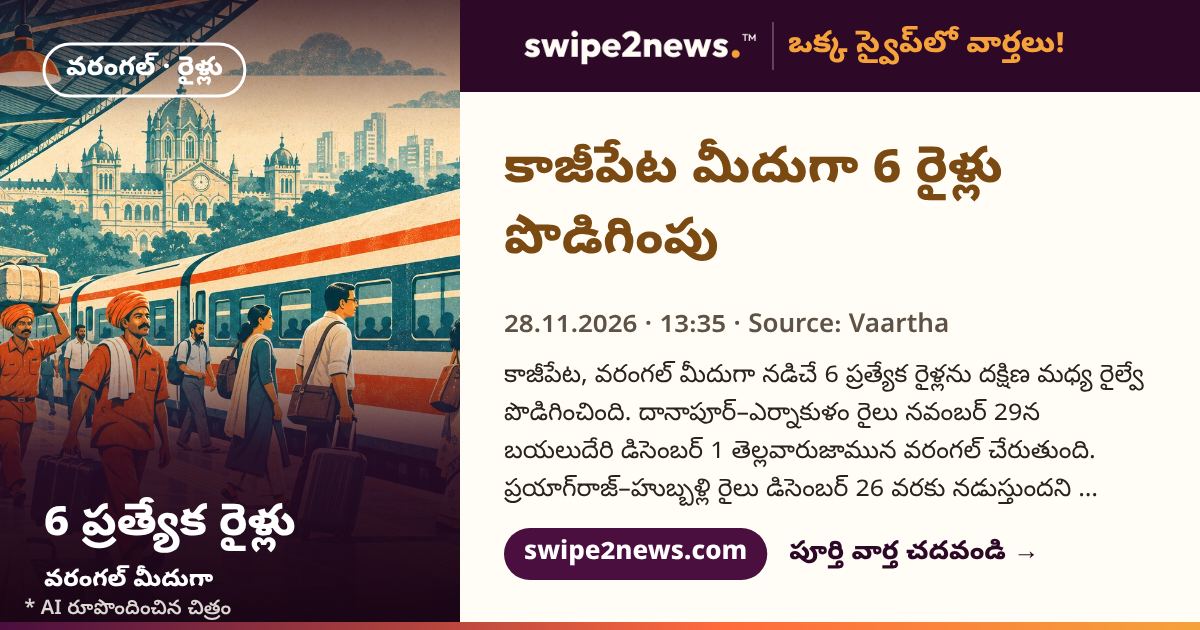 వరంగల్ · రైళ్లు
6 ప్రత్యేక రైళ్లు
వరంగల్ మీదుగా
* AI రూపొందించిన చిత్రం
swipe2news.™
ఒక్క స్వైప్‌లో వార్తలు!
కాజీపేట మీదుగా 6 రైళ్లు
పొడిగింపు
28.11.2026 · 13:35 · Source: Vaartha
కాజీపేట, వరంగల్ మీదుగా నడిచే 6 ప్రత్యేక రైళ్లను దక్షిణ మధ్య రైల్వే
పొడిగించింది. దానాపూర్–ఎర్నాకుళం రైలు నవంబర్ 29న
బయలుదేరి డిసెంబర్ 1 తెల్లవారుజామున వరంగల్ చేరుతుంది.
ప్రయాగ్‌రాజ్–హుబ్బళ్లి రైలు డిసెంబర్ 26 వరకు నడుస్తుందని ...
swipe2news.com
పూర్తి వార్త చదవండి →